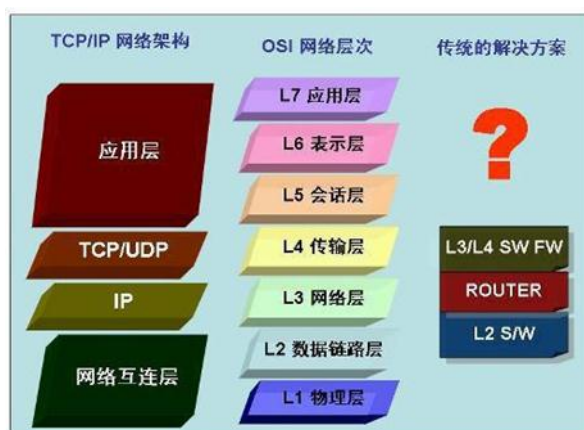 TCP/IP 网络架构
应用层
TCP/UDP
IP
网络互连层
OSI 网络层次
L7 应用层
L6 表示层
L5 会话层
L4 传输层
L3 网络层
L2 数据链路层
L1 物理层
传统的解决方案
?
L3/L4 SW FW
ROUTER
L2 S/W